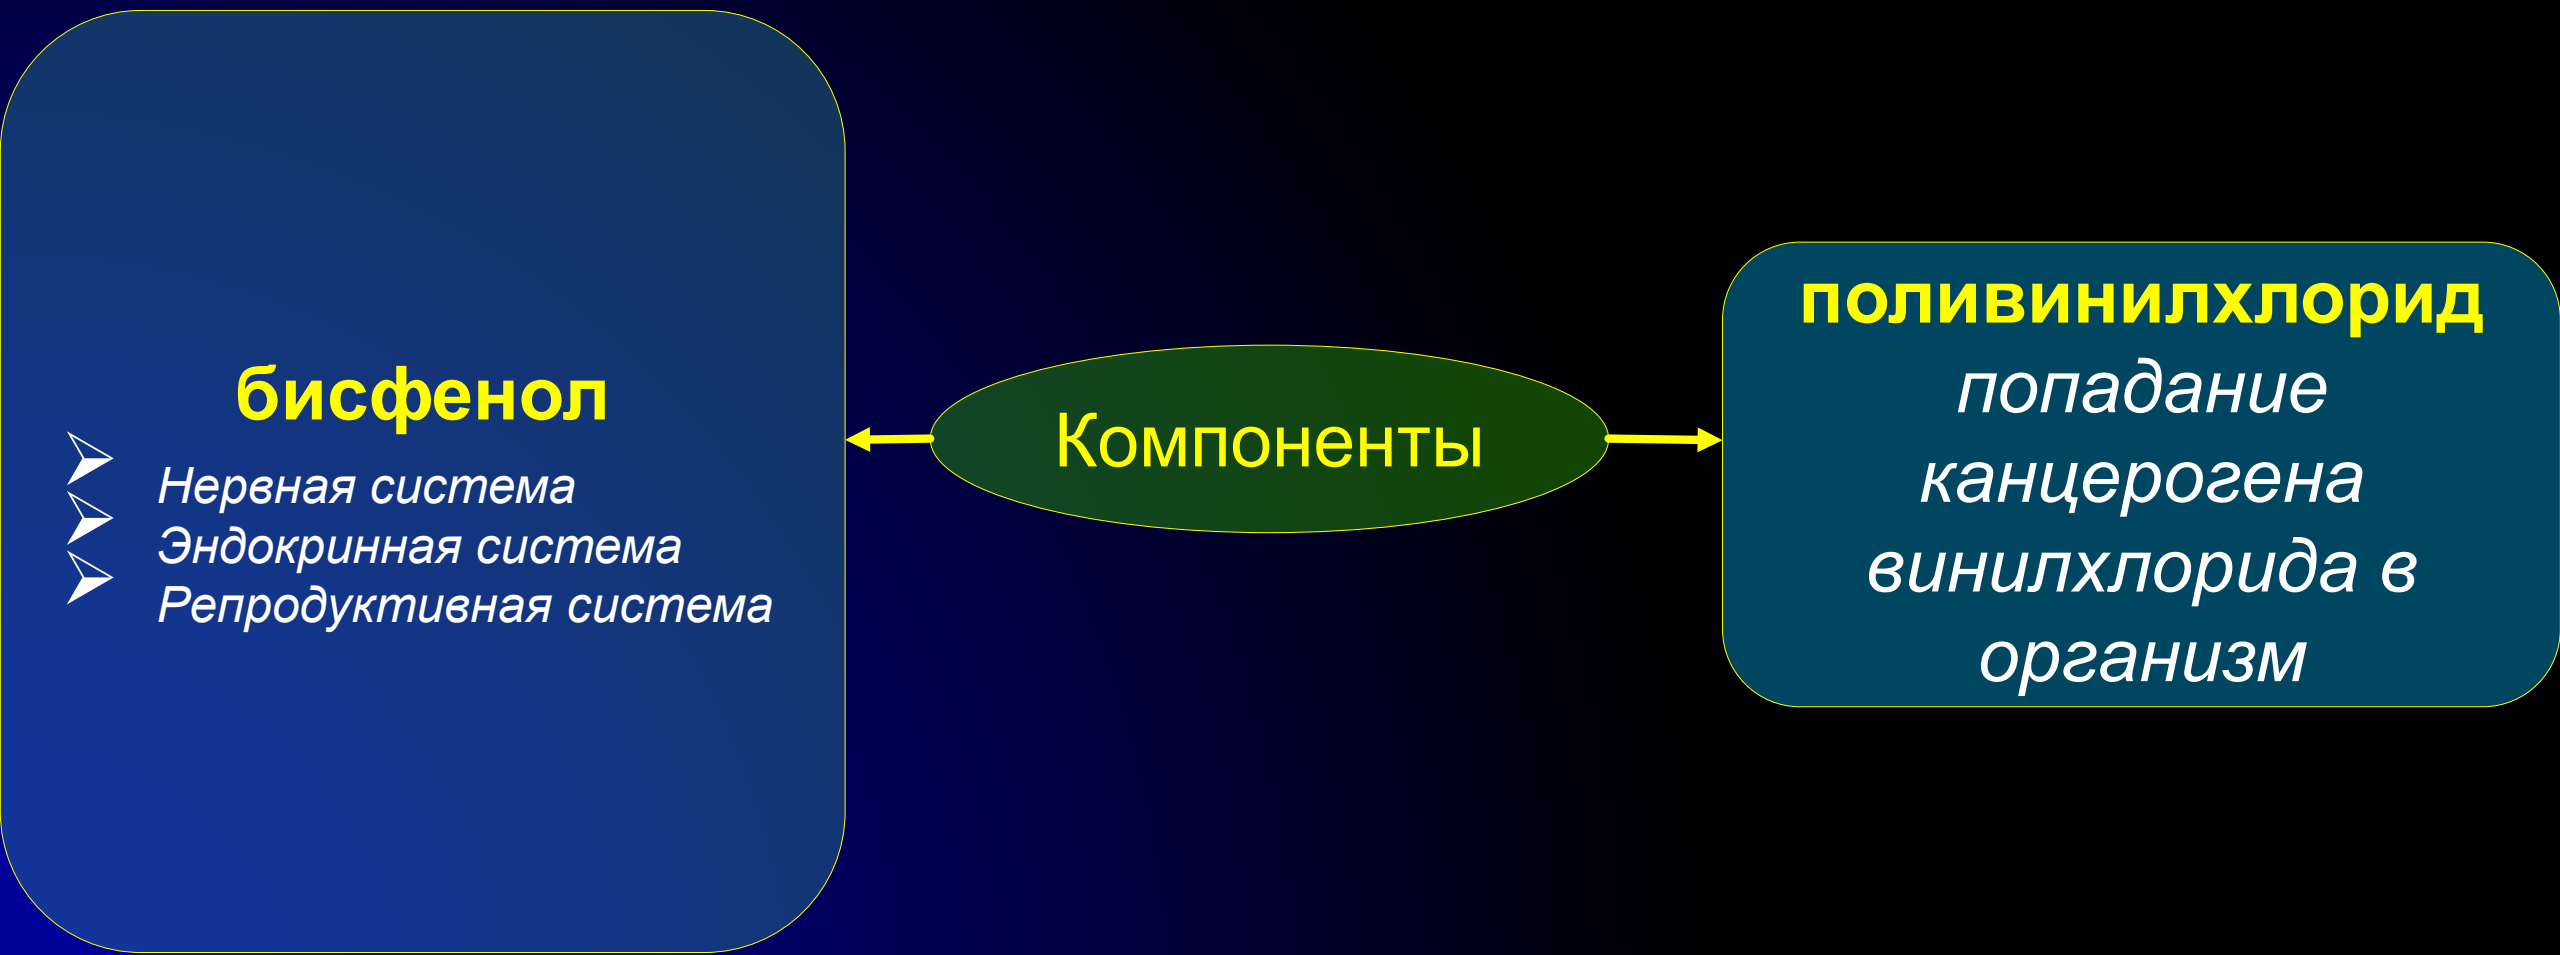 бисфенол
Нервная система
Эндокринная система
Репродуктивная система
Компоненты
поливинилхлорид
попадание
канцерогена
винилхлорида в
организм